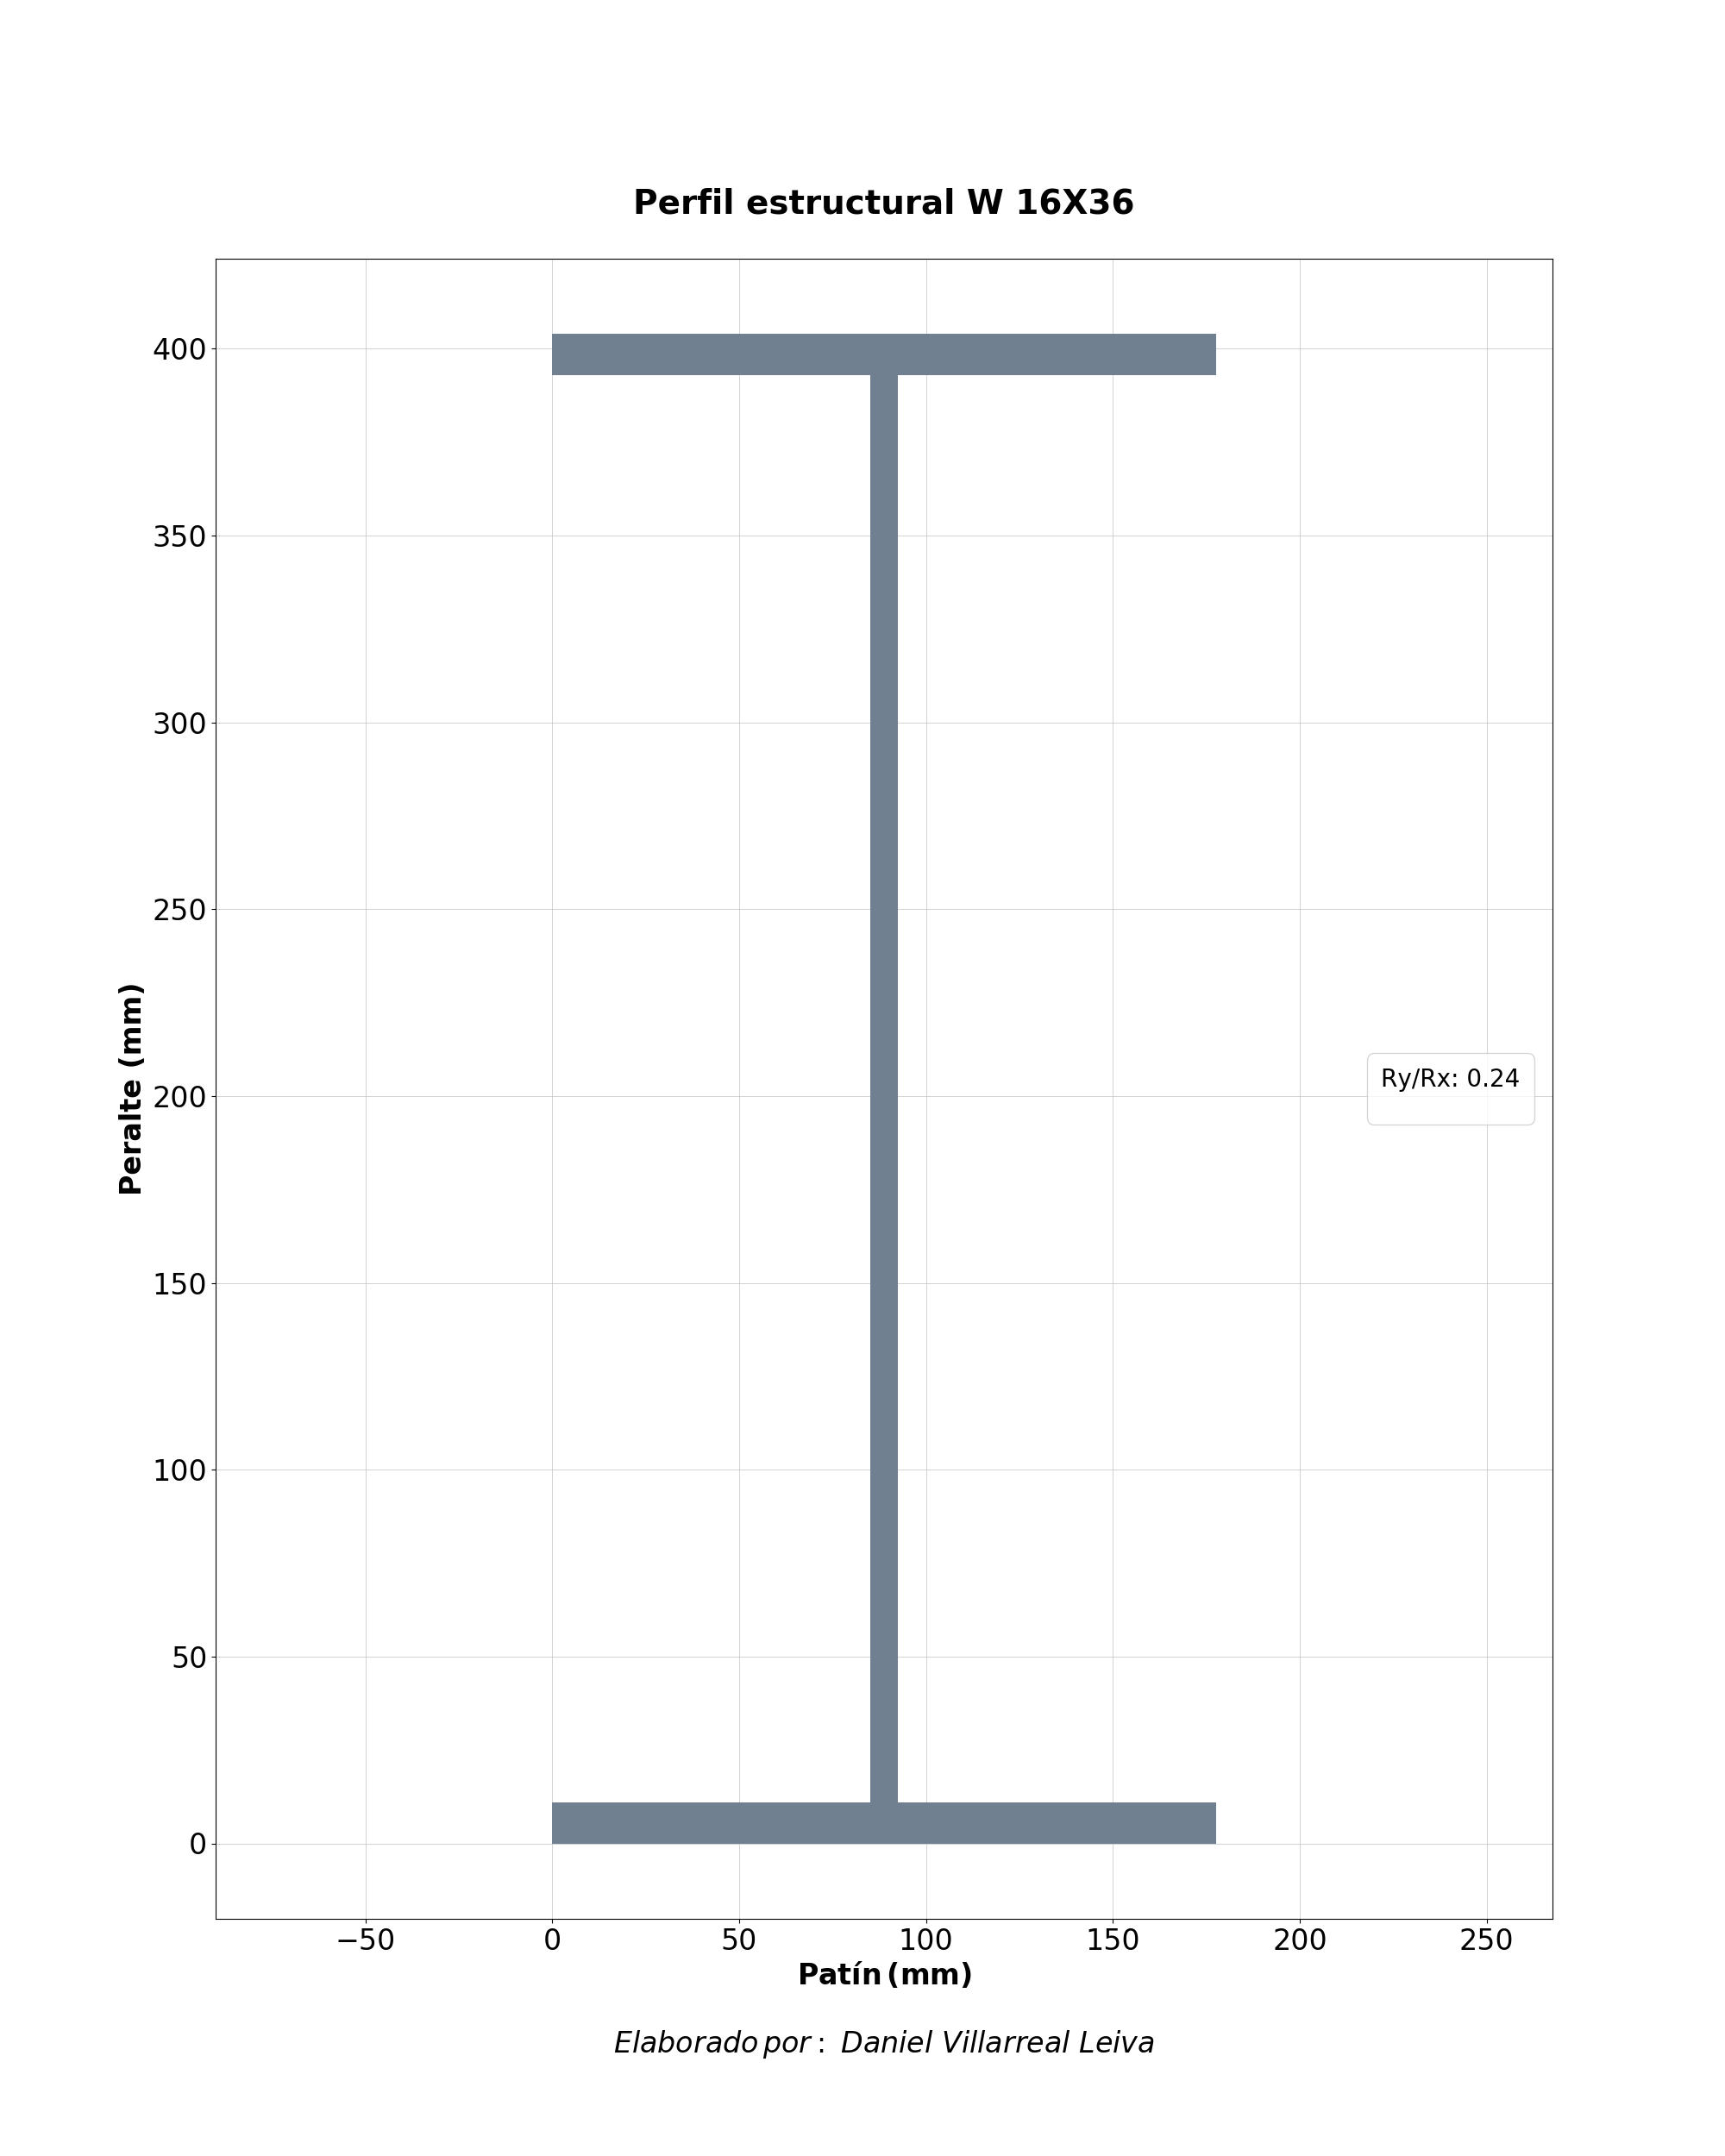 Perfil estructural W 16X36
400
350
300
250
200
150
100
50
0
Peralte (mm)
Ry/Rx: 0.24
−50 0 50 100 150 200 250
Patín (mm)
Elaborado por: Daniel Villarreal Leiva